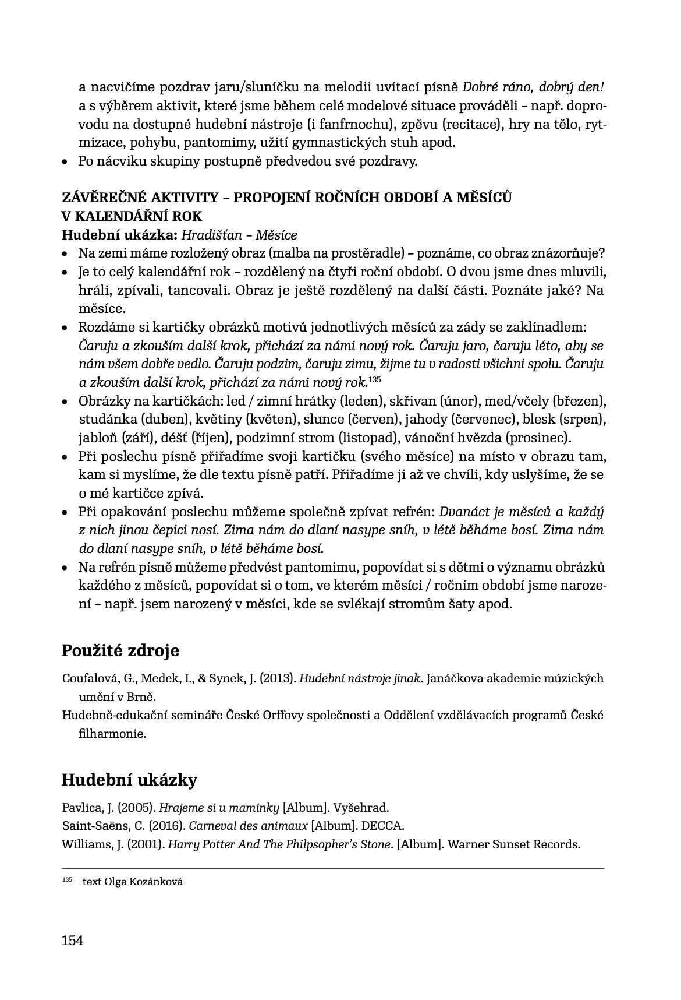 a nacvičíme pozdrav jaru/sluníčku na melodii uvítací písně Dobré ráno, dobrý den!
a s výběrem aktivit, které jsme během celé modelové situace prováděli – např. dopro-
vodu na dostupné hudební nástroje (i fanfrnochu), zpěvu (recitace), hry na tělo, ryt-
mizace, pohybu, pantomimy, užití gymnastických stuh apod.
• Po nácviku skupiny postupně předvedou své pozdravy.
ZÁVĚREČNÉ AKTIVITY – PROPOJENÍ ROČNÍCH OBDOBÍ A MĚSÍCŮ
V KALENDÁŘNÍ ROK
Hudební ukázka: Hradišťan – Měsíce
• Na zemi máme rozložený obraz (malba na prostěradle) – poznáme, co obraz znázorňuje?
• Je to celý kalendářní rok – rozdělený na čtyři roční období. O dvou jsme dnes mluvili,
hráli, zpívali, tancovali. Obraz je ještě rozdělený na další části. Poznáte jaké? Na
měsíce.
• Rozdáme si kartičky obrázků motivů jednotlivých měsíců za zády se zaklínadlem:
Čaruju a zkouším další krok, přichází za námi nový rok. Čaruju jaro, čaruju léto, aby se
nám všem dobře vedlo. Čaruju podzim, čaruju zimu, žijme tu v radosti všichni spolu. Čaruju
a zkouším další krok, přichází za námi nový rok.135
• Obrázky na kartičkách: led / zimní hrátky (leden), skřivan (únor), med/včely (březen),
studánka (duben), květiny (květen), slunce (červen), jahody (červenec), blesk (srpen),
jabloň (září), déšť (říjen), podzimní strom (listopad), vánoční hvězda (prosinec).
• Při poslechu písně přiřadíme svoji kartičku (svého měsíce) na místo v obrazu tam,
kam si myslíme, že dle textu písně patří. Přiřadíme ji až ve chvíli, kdy uslyšíme, že se
o mé kartičce zpívá.
• Při opakování poslechu můžeme společně zpívat refrén: Dvanáct je měsíců a každý
z nich jinou čepici nosí. Zima nám do dlaní nasype sníh, v létě běháme bosí. Zima nám
do dlaní nasype sníh, v létě běháme bosí.
• Na refrén písně můžeme předvést pantomimu, popovídat si s dětmi o významu obrázků
každého z měsíců, popovídat si o tom, ve kterém měsíci / ročním období jsme naroze-
ní – např. jsem narozený v měsíci, kde se svlékají stromům šaty apod.
Použité zdroje
Coufalová, G., Medek, I., & Synek, J. (2013). Hudební nástroje jinak. Janáčkova akademie múzických
umění v Brně.
Hudebně-edukační semináře České Orffovy společnosti a Oddělení vzdělávacích programů České
filharmonie.
Hudební ukázky
Pavlica, J. (2005). Hrajeme si u maminky [Album]. Vyšehrad.
Saint-Saëns, C. (2016). Carneval des animaux [Album]. DECCA.
Williams, J. (2001). Harry Potter And The Philpsopher’s Stone. [Album]. Warner Sunset Records.
135 text Olga Kozánková
154